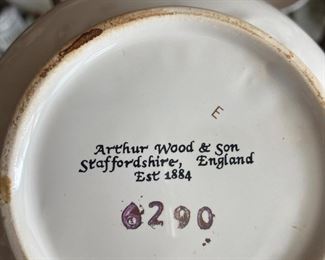 E
Arthur Wood & Son
Staffordshire, England
Est 1884
6290